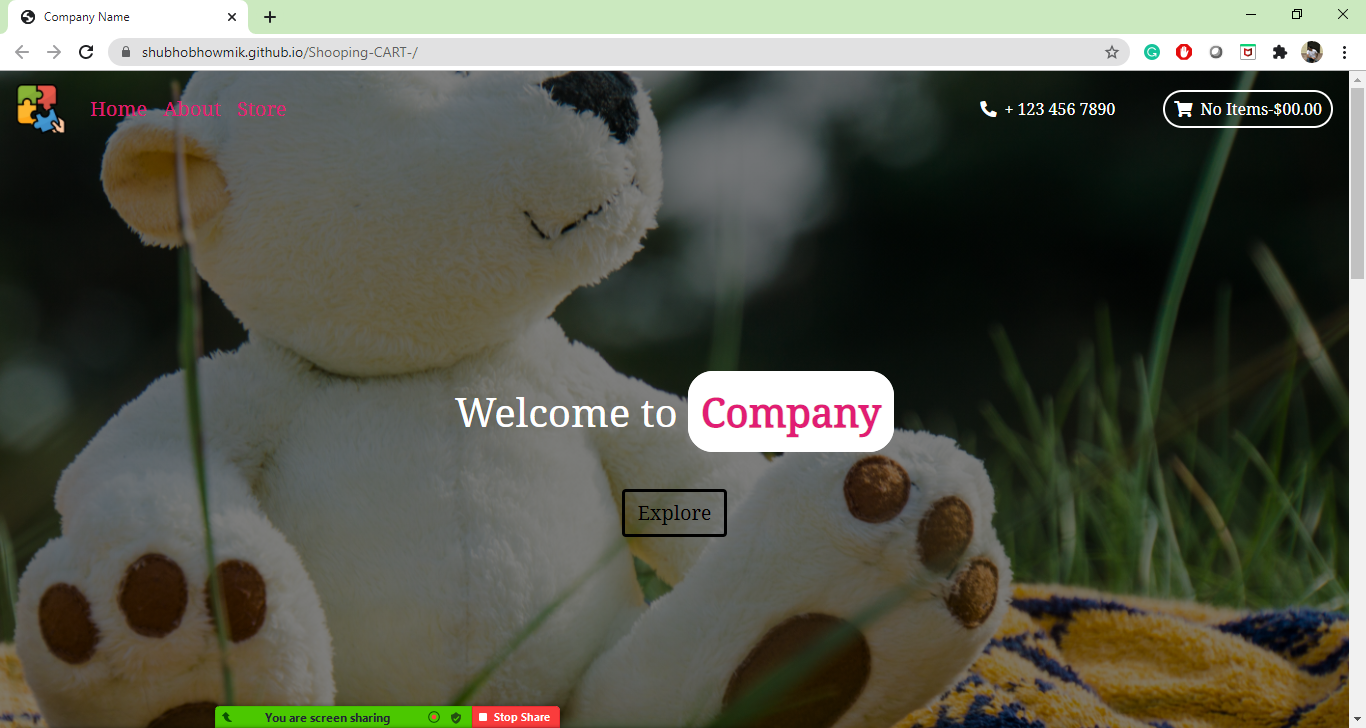 Company Name
shubhobhowmik.github.io/Shooping-CART-/
Home About Store
+ 123 456 7890
No Items-$00.00
Welcome to Company
Explore
You are screen sharing
Stop Share